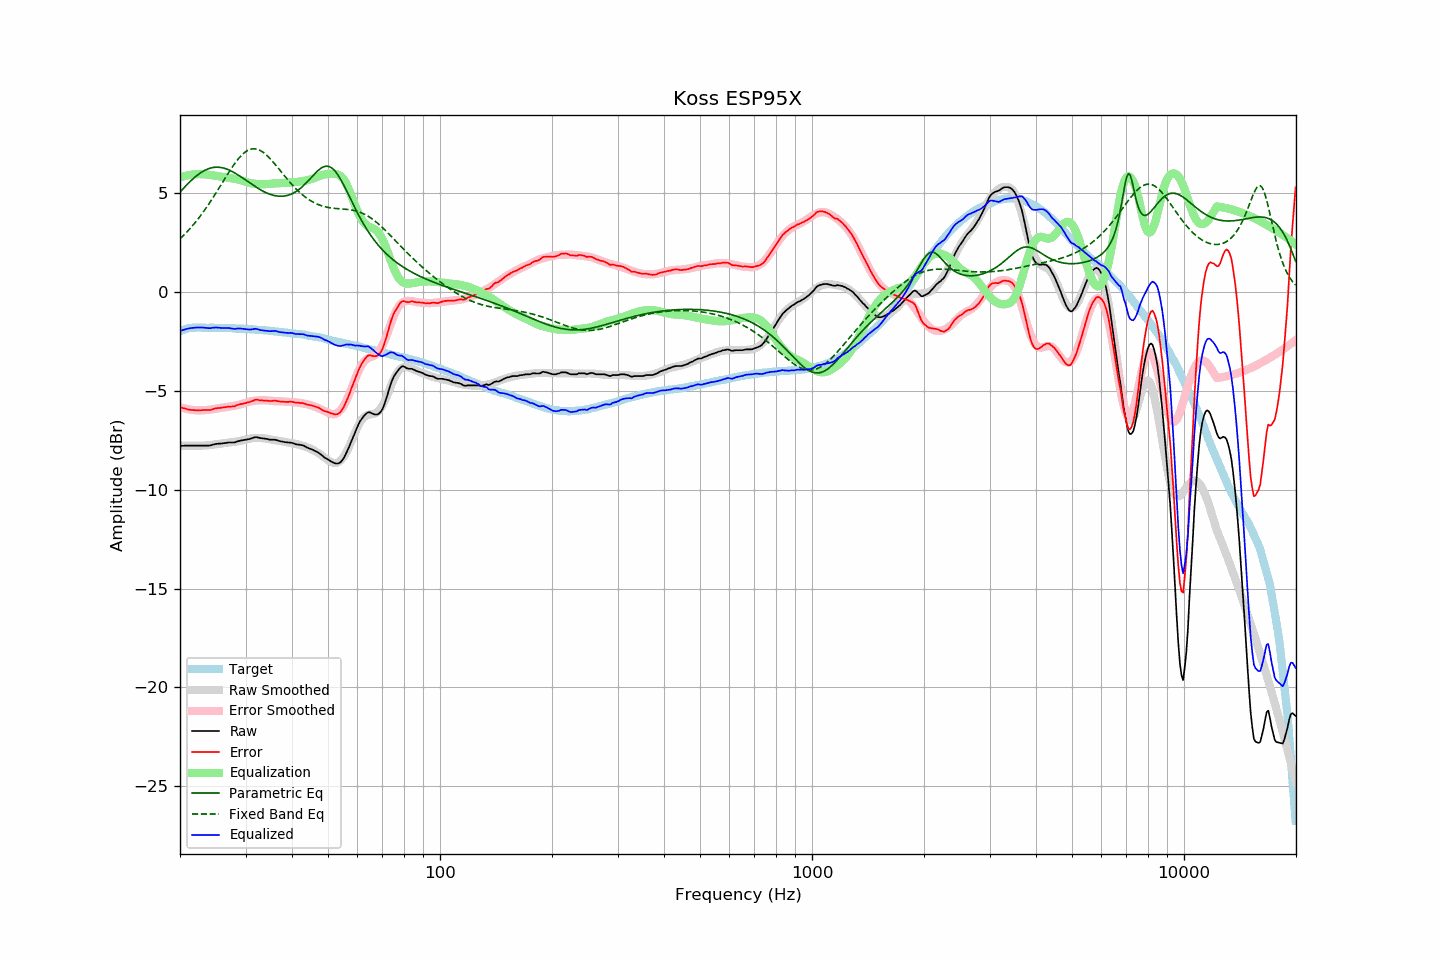 Koss ESP95X
Amplitude (dBr)
5
0
−5
−10
−15
−20
−25
Target
Raw Smoothed
Error Smoothed
Raw
Error
Equalization
Parametric Eq
Fixed Band Eq
Equalized
100 1000 10000
Frequency (Hz)